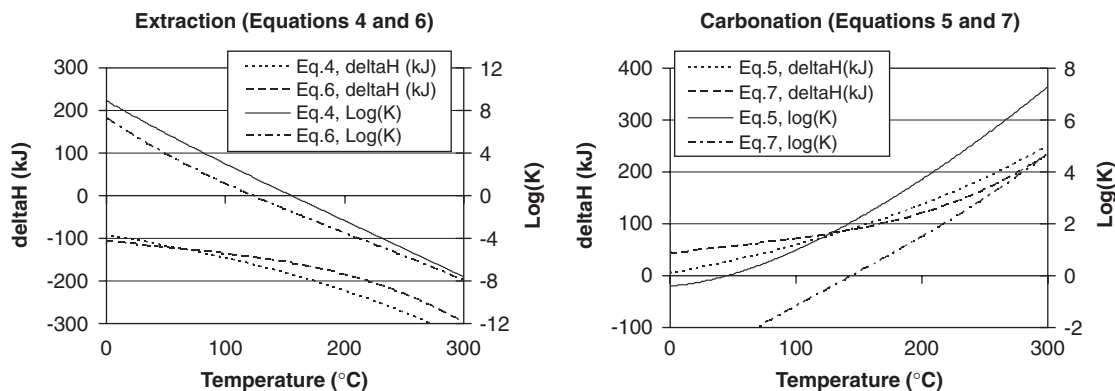 Extraction (Equations 4 and 6)
Eq.4, deltaH (kJ)
Eq.6, deltaH (kJ)
Eq.4, Log(K)
Eq.6, Log(K)
deltaH (kJ)
300
200
100
0
-100
-200
-300
Log(K)
12
8
4
0
-4
-8
-12
0 100 200 300
Temperature (°C)
Carbonation (Equations 5 and 7)
Eq.5, deltaH(kJ)
Eq.7, deltaH(kJ)
Eq.5, log(K)
Eq.7, log(K)
deltaH (kJ)
400
300
200
100
0
-100
Log(K)
8
6
4
2
0
-2
0 100 200 300
Temperature (°C)